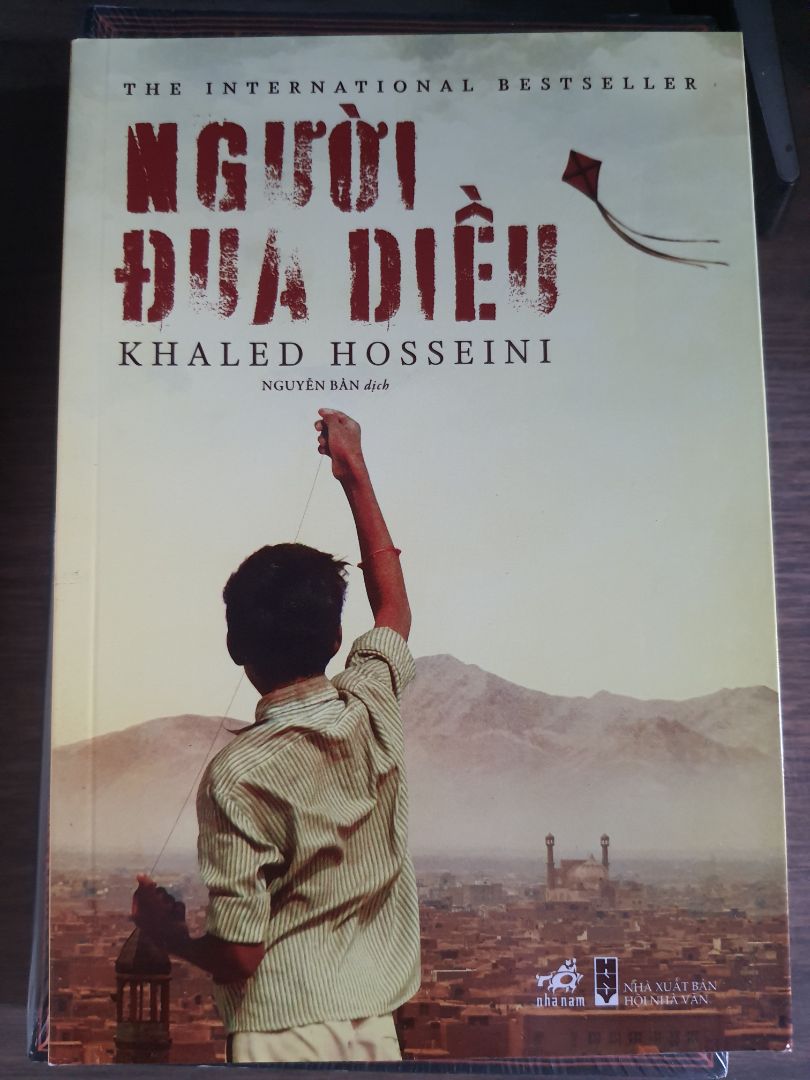 THE INTERNATIONAL BESTSELLER
NGƯỜI
ĐUA DIỀU
KHALED HOSSEINI
NGUYÊN BẢN dịch
nhã nam
HNV
NHÀ XUẤT BẢN
HỘI NHÀ VĂN